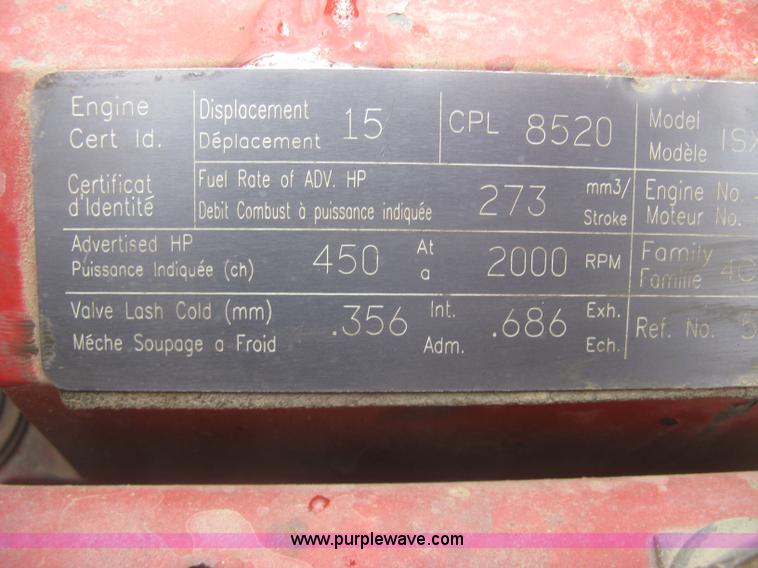 Engine Cert Id.
Displacement
Déplacement 15
CPL 8520
Model
Modèle ISX
Certificat d'Identité
Fuel Rate of ADV. HP
Debit Combust à puissance indiquée 273 mm3/ Stroke
Engine No.
Moteur No.
Advertised HP
Puissance Indiquée (ch) 450 At a 2000 RPM
Family
Famille 4C
Valve Lash Cold (mm)
Méche Soupage a Froid .356 Int. Adm. .686 Exh. Ech.
Ref. No. 5
www.purplewave.com